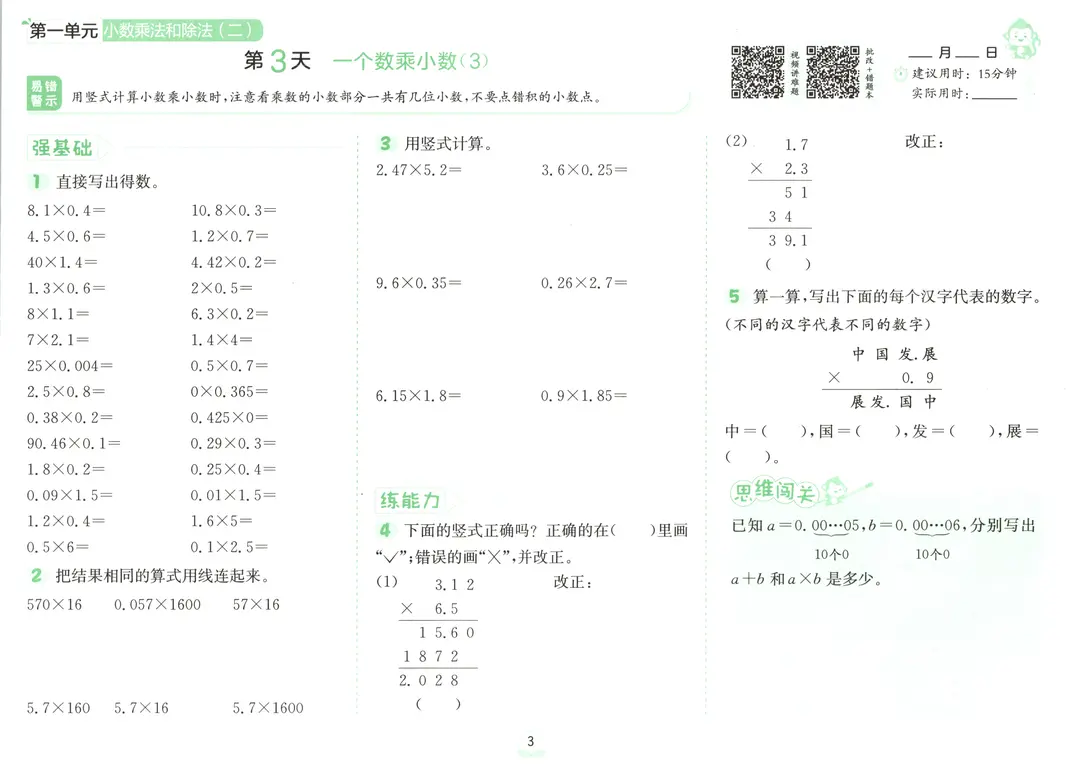 第一单元 小数乘法和除法(二)
第3天 一个数乘小数(3)
视频讲难题
批改+错题本
___月___日
建议用时:15分钟
实际用时:______
易错警示
用竖式计算小数乘小数时,注意看乘数的小数部分一共有几位小数,不要点错积的小数点。
强基础
1 直接写出得数。
8.1×0.4= 10.8×0.3=
4.5×0.6= 1.2×0.7=
40×1.4= 4.42×0.2=
1.3×0.6= 2×0.5=
8×1.1= 6.3×0.2=
7×2.1= 1.4×4=
25×0.004= 0.5×0.7=
2.5×0.8= 0×0.365=
0.38×0.2= 0.425×0=
90.46×0.1= 0.29×0.3=
1.8×0.2= 0.25×0.4=
0.09×1.5= 0.01×1.5=
1.2×0.4= 1.6×5=
0.5×6= 0.1×2.5=
2 把结果相同的算式用线连起来。
570×16 0.057×1600 57×16
5.7×160 5.7×16 5.7×1600
3 用竖式计算。
2.47×5.2= 3.6×0.25=
9.6×0.35= 0.26×2.7=
6.15×1.8= 0.9×1.85=
练能力
4 下面的竖式正确吗?正确的在( )里画
“✓”;错误的画“×”,并改正。
(1) 3.1 2 改正:
× 6.5
1 5.6 0
1 8 7 2
2.0 2 8
( )
(2) 1.7 改正:
× 2.3
5 1
3 4
3 9.1
( )
5 算一算,写出下面的每个汉字代表的数字。
(不同的汉字代表不同的数字)
中 国 发.展
× 0.9
展 发.国 中
中=( ),国=( ),发=( ),展=
( )。
思维闯关
已知a=0.00…05,b=0.00…06,分别写出
10个0 10个0
a+b和a×b是多少。
3